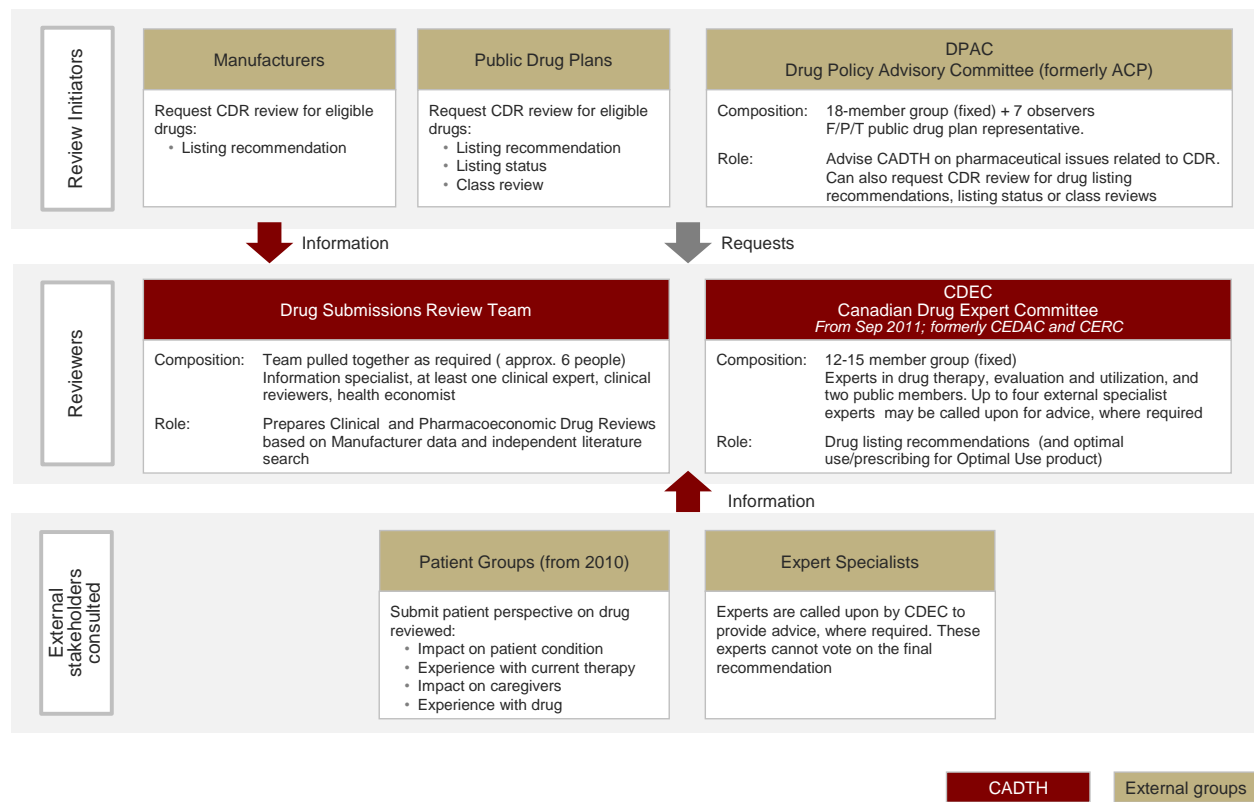 Review Initiators
Manufacturers
Request CDR review for eligible
drugs:
• Listing recommendation
Public Drug Plans
Request CDR review for eligible
drugs:
• Listing recommendation
• Listing status
• Class review
DPAC
Drug Policy Advisory Committee (formerly ACP)
Composition: 18-member group (fixed) + 7 observers
F/P/T public drug plan representative.
Role: Advise CADTH on pharmaceutical issues related to CDR.
Can also request CDR review for drug listing
recommendations, listing status or class reviews
Information
Requests
Reviewers
Drug Submissions Review Team
Composition: Team pulled together as required ( approx. 6 people)
Information specialist, at least one clinical expert, clinical
reviewers, health economist
Role: Prepares Clinical and Pharmacoeconomic Drug Reviews
based on Manufacturer data and independent literature
search
CDEC
Canadian Drug Expert Committee
From Sep 2011; formerly CEDAC and CERC
Composition: 12-15 member group (fixed)
Experts in drug therapy, evaluation and utilization, and
two public members. Up to four external specialist
experts may be called upon for advice, where required
Role: Drug listing recommendations (and optimal
use/prescribing for Optimal Use product)
Information
External
stakeholders
consulted
Patient Groups (from 2010)
Submit patient perspective on drug
reviewed:
• Impact on patient condition
• Experience with current therapy
• Impact on caregivers
• Experience with drug
Expert Specialists
Experts are called upon by CDEC to
provide advice, where required. These
experts cannot vote on the final
recommendation
CADTH
External groups